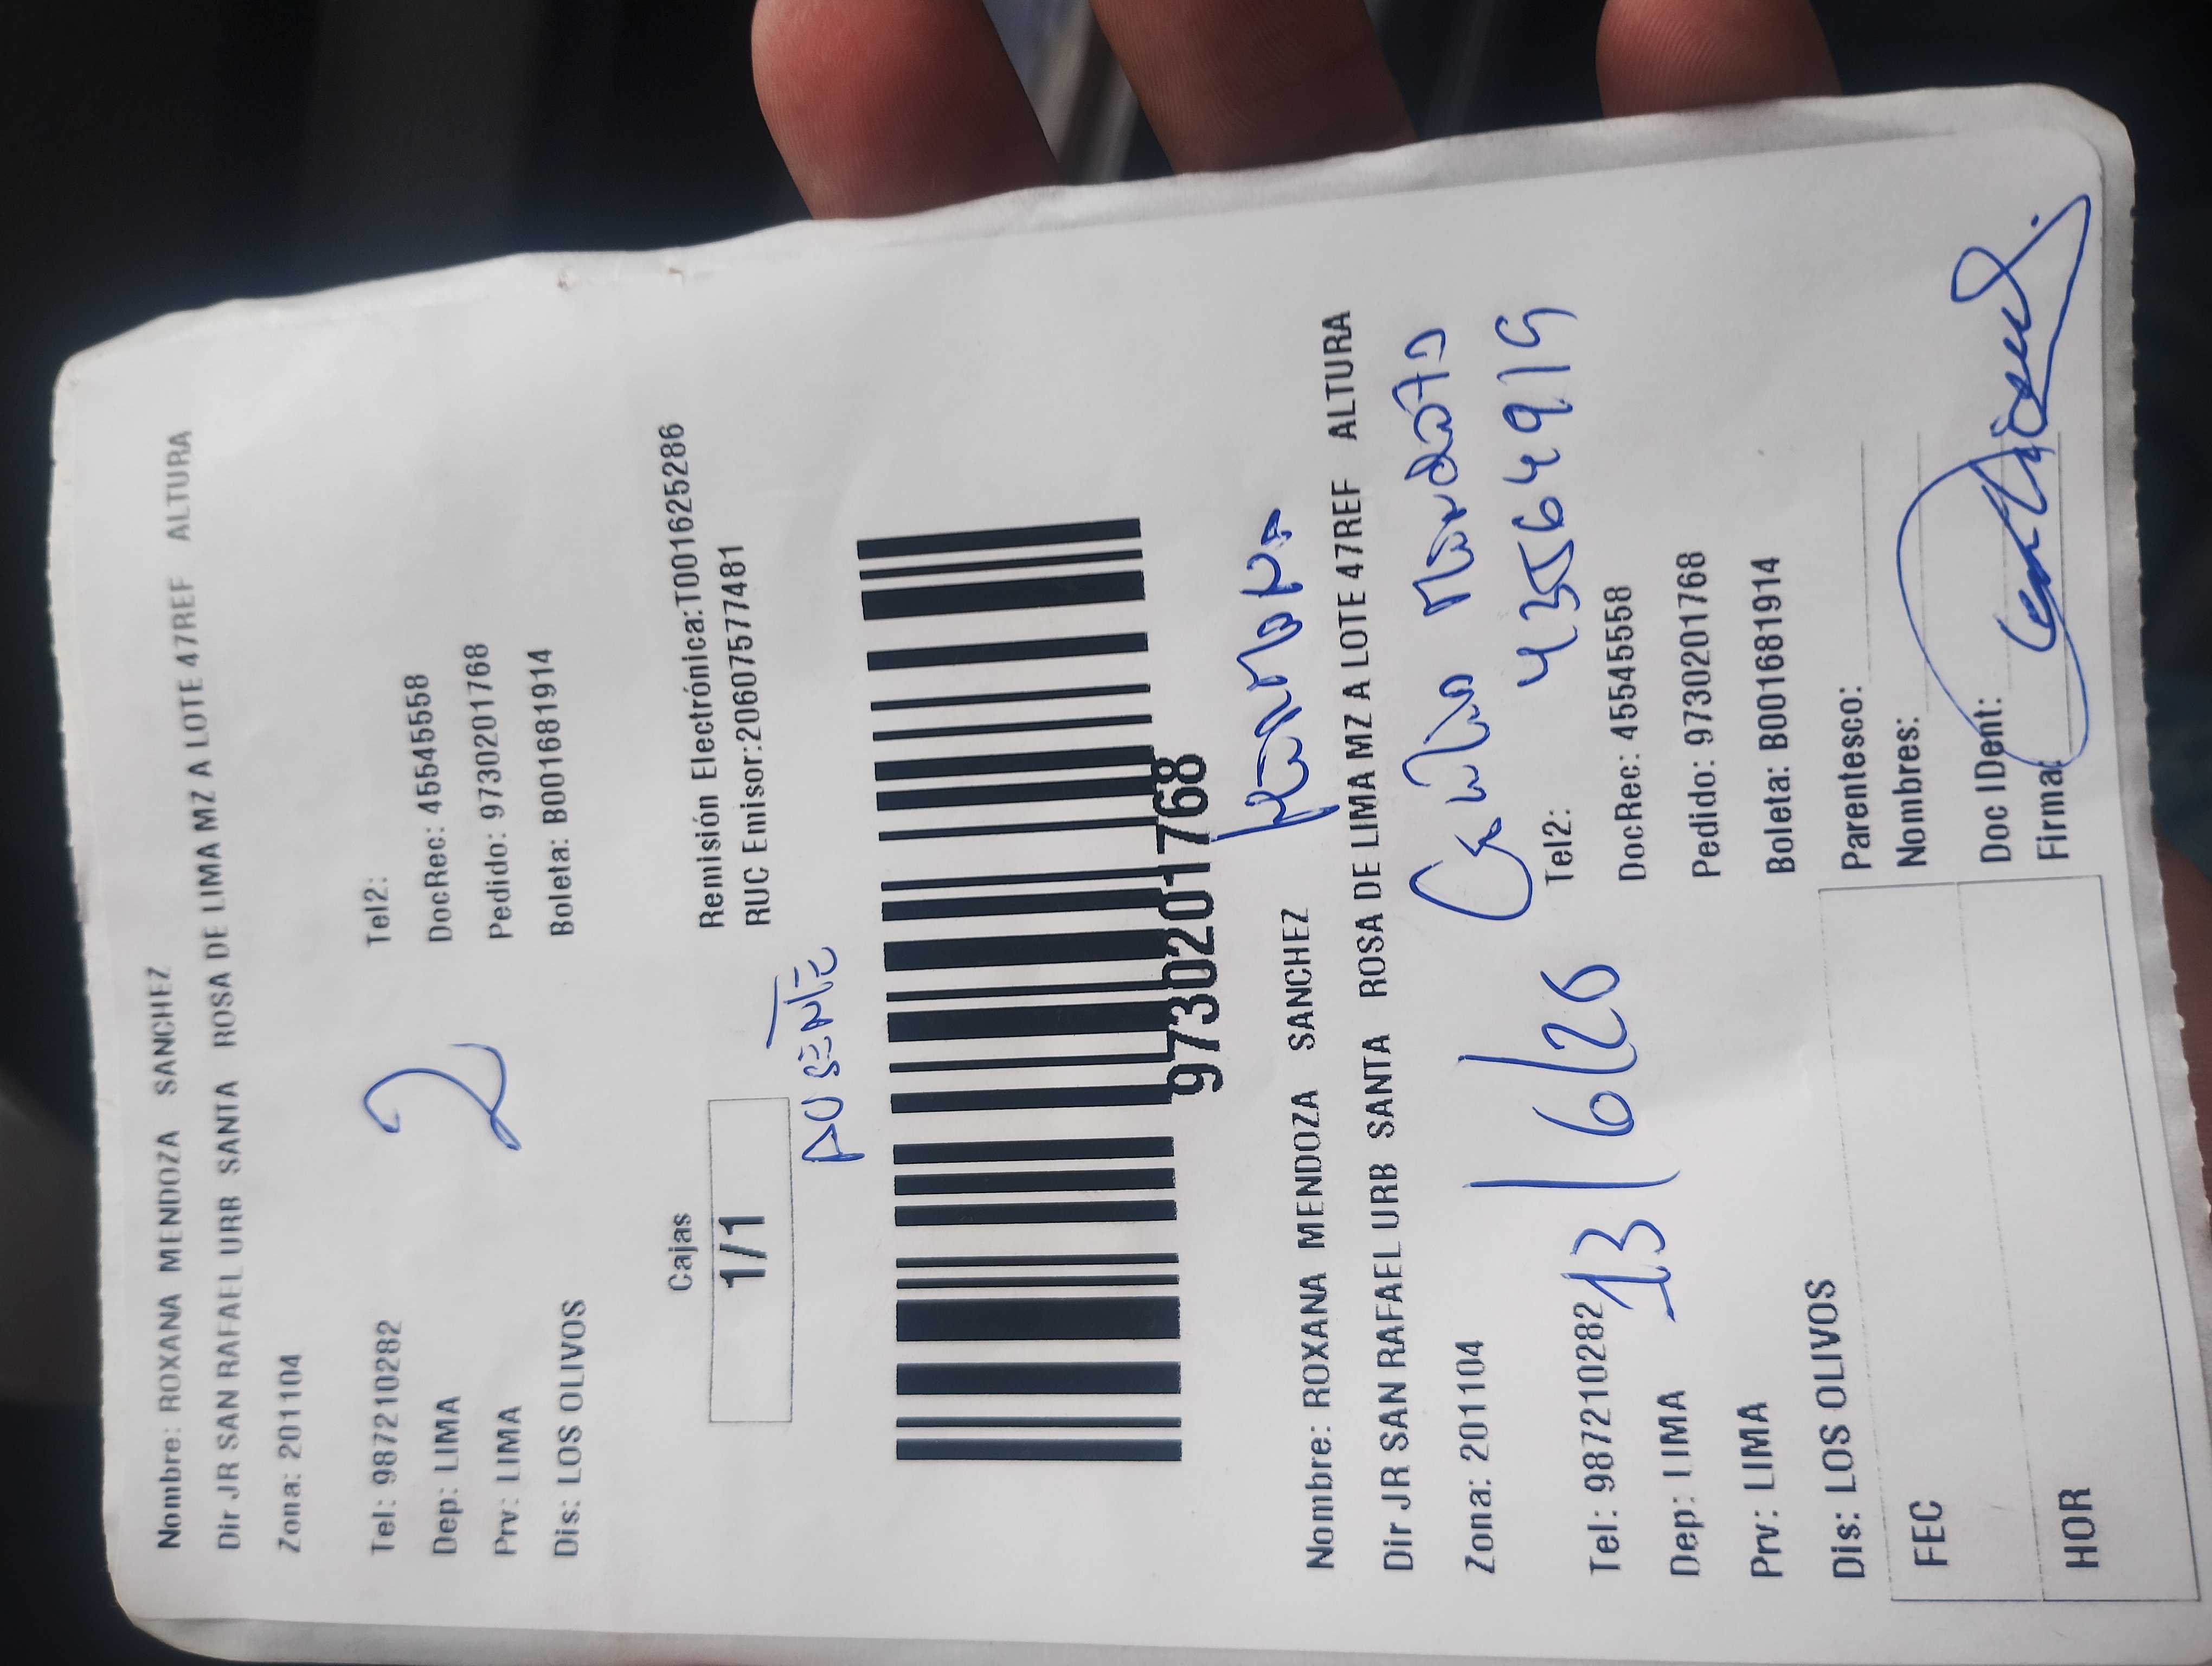 Nombre: ROXANA MENDOZA SANCHEZ
Dir JR SAN RAFAEL URB SANTA ROSA DE LIMA MZ A LOTE 47REF ALTURA
Zona: 201104
Tel: 987210282 Tel2:
Dep: LIMA DocRec: 45545558
Prv: LIMA Pedido: 9730201768
Dis: LOS OLIVOS Boleta: B001681914
2
Cajas Remisión Electrónica:T001625286
1/1 RUC Emisor:20607577481
AUSENTE
9730201768
HERMANA
Nombre: ROXANA MENDOZA SANCHEZ
Dir JR SAN RAFAEL URB SANTA ROSA DE LIMA MZ A LOTE 47REF ALTURA
Zona: 201104
13/6/26
Tel: 987210282 Tel2:
Dep: LIMA DocRec: 45545558
Prv: LIMA Pedido: 9730201768
Dis: LOS OLIVOS Boleta: B001681914
FEC Parentesco:
Nombres:
HOR Doc IDent:
Firma: